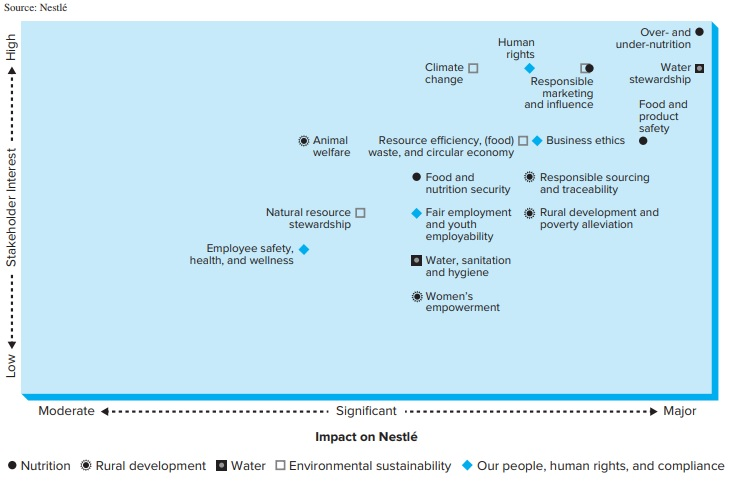 Source: Nestlé
High
Stakeholder Interest
Low
Over- and
under-nutrition
Human
rights
Climate
change
Responsible
marketing
and influence
Water
stewardship
Food and
product
safety
Animal
welfare
Resource efficiency, (food)
waste, and circular economy
Business ethics
Food and
nutrition security
Responsible sourcing
and traceability
Natural resource
stewardship
Fair employment
and youth
employability
Rural development and
poverty alleviation
Employee safety,
health, and wellness
Water, sanitation
and hygiene
Women's
empowerment
Moderate
Significant
Major
Impact on Nestlé
Nutrition
Rural development
Water
Environmental sustainability
Our people, human rights, and compliance